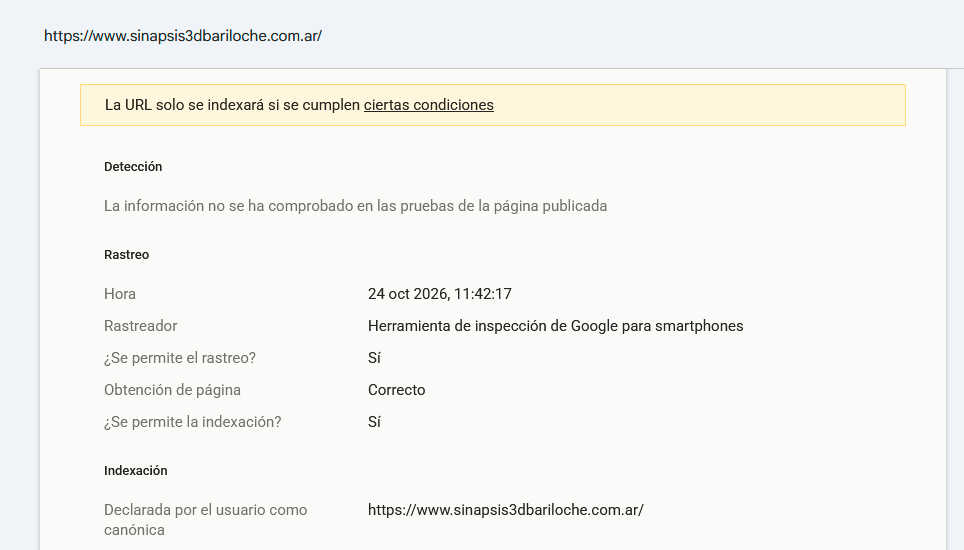 https://www.sinapsis3dbariloche.com.ar/
La URL solo se indexará si se cumplen ciertas condiciones
Detección
La información no se ha comprobado en las pruebas de la página publicada
Rastreo
Hora 24 oct 2026, 11:42:17
Rastreador Herramienta de inspección de Google para smartphones
¿Se permite el rastreo? Sí
Obtención de página Correcto
¿Se permite la indexación? Sí
Indexación
Declarada por el usuario como https://www.sinapsis3dbariloche.com.ar/
canónica